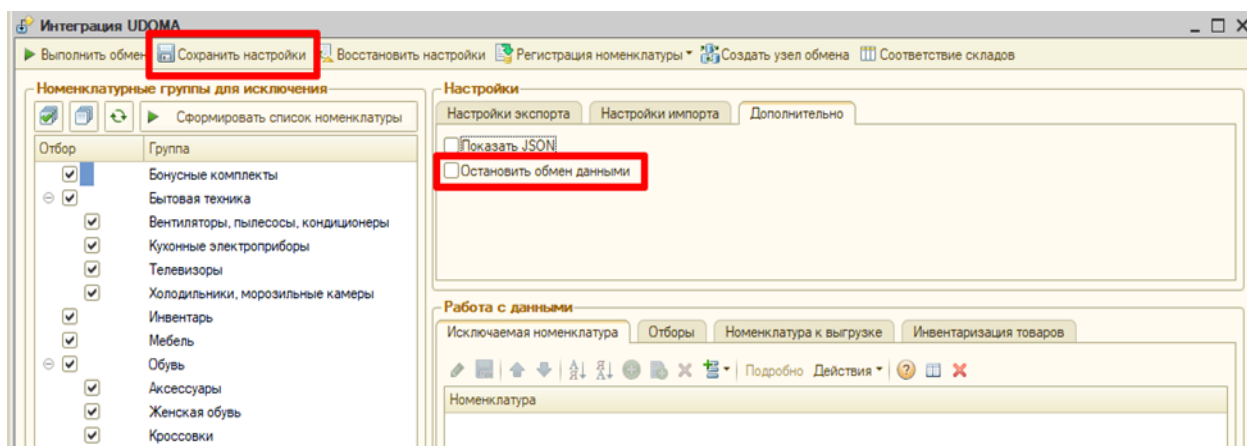 Интеграция UDOMA
Выполнить обмен Сохранить настройки Восстановить настройки Регистрация номенклатуры Создать узел обмена Соответствие складов
Номенклатурные группы для исключения
Сформировать список номенклатуры
Отбор Группа
Бонусные комплекты
Бытовая техника
Вентиляторы, пылесосы, кондиционеры
Кухонные электроприборы
Телевизоры
Холодильники, морозильные камеры
Инвентарь
Мебель
Обувь
Аксессуары
Женская обувь
Кроссовки
Настройки
Настройки экспорта Настройки импорта Дополнительно
Показать JSON
Остановить обмен данными
Работа с данными
Исключаемая номенклатура Отборы Номенклатура к выгрузке Инвентаризация товаров
Подробно Действия
Номенклатура